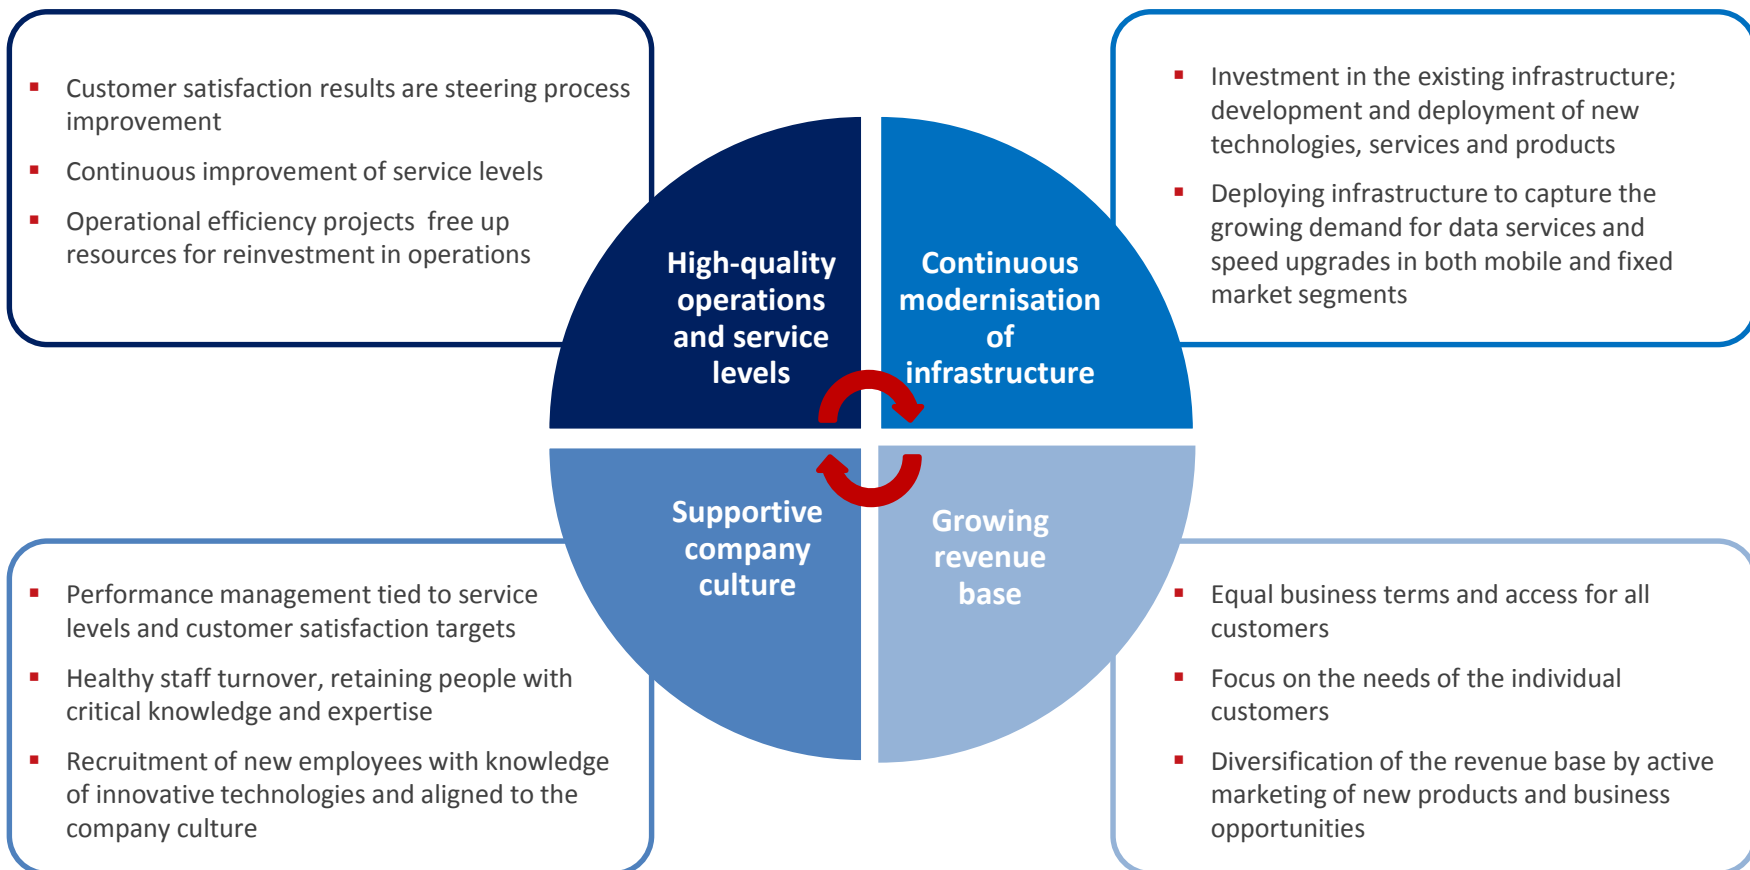 Customer satisfaction results are steering process
improvement
Continuous improvement of service levels
Operational efficiency projects  free up
resources for reinvestment in operations
Investment in the existing infrastructure;
development and deployment of new
technologies, services and products
Deploying infrastructure to capture the
growing demand for data services and
speed upgrades in both mobile and fixed
market segments
High-quality
operations
and service
levels
Continuous
modernisation
of
infrastructure
Supportive
company
culture
Growing
revenue
base
Performance management tied to service
levels and customer satisfaction targets
Healthy staff turnover, retaining people with
critical knowledge and expertise
Recruitment of new employees with knowledge
of innovative technologies and aligned to the
company culture
Equal business terms and access for all
customers
Focus on the needs of the individual
customers
Diversification of the revenue base by active
marketing of new products and business
opportunities